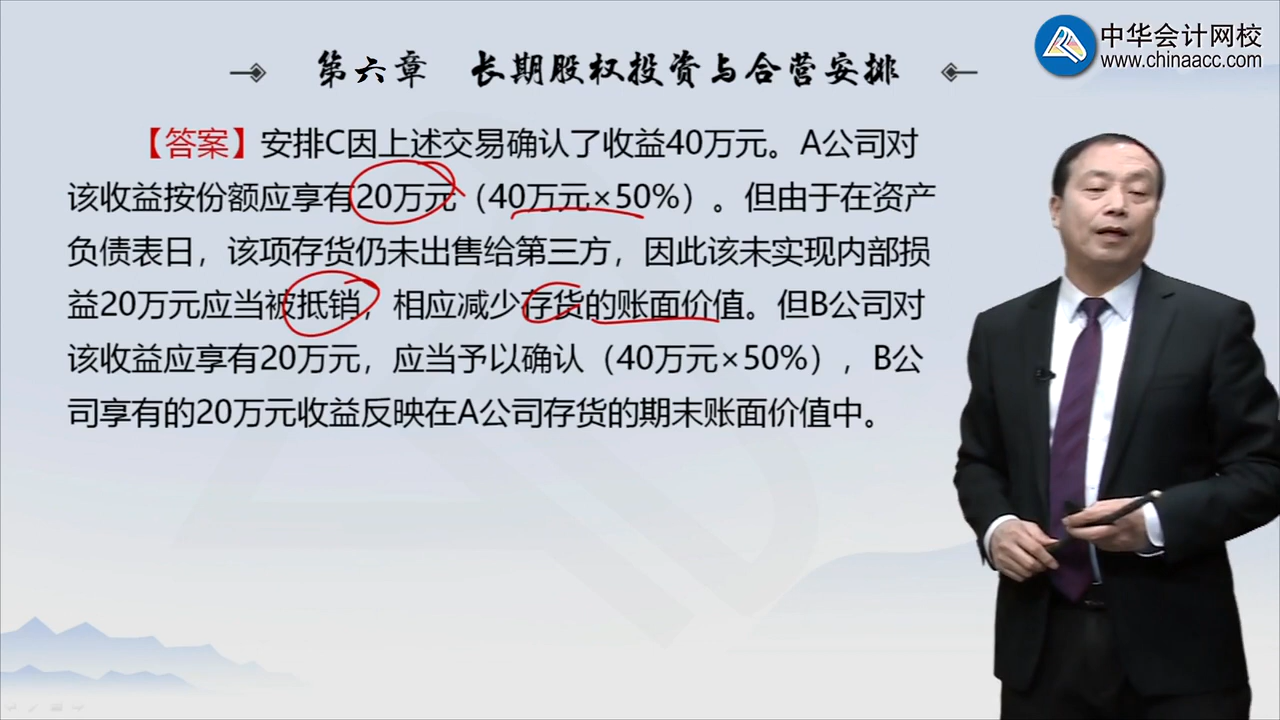 中华会计网校
www.chinaacc.com
第六章 长期股权投资与合营安排
【答案】安排C因上述交易确认了收益40万元。A公司对
该收益按份额应享有20万元（40万元×50%）。但由于在资产
负债表日，该项存货仍未出售给第三方，因此该未实现内部损
益20万元应当被抵销，相应减少存货的账面价值。但B公司对
该收益应享有20万元，应当予以确认（40万元×50%），B公
司享有的20万元收益反映在A公司存货的期末账面价值中。